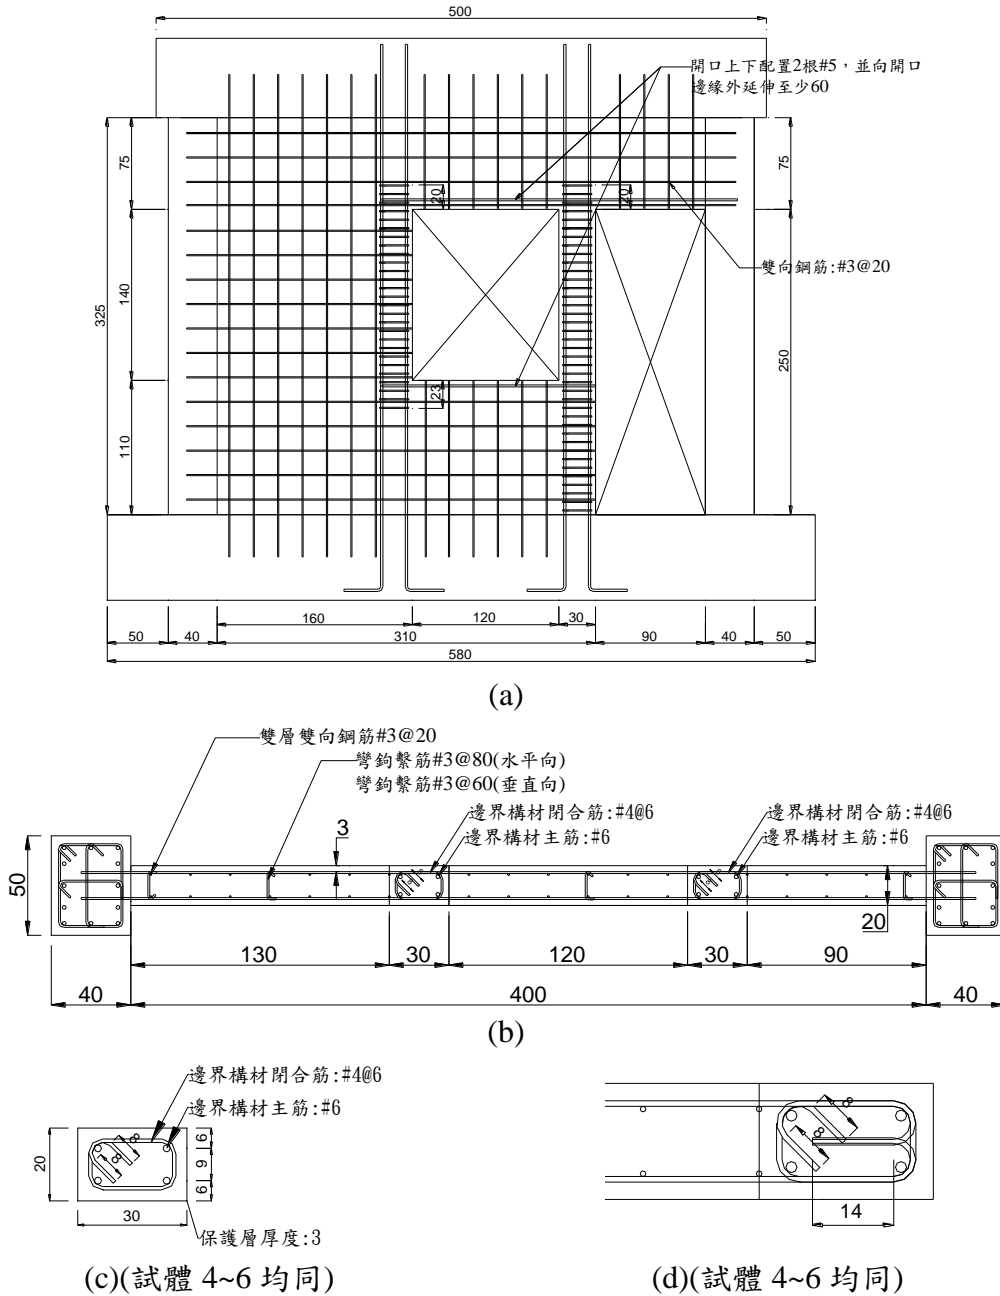 500
開口上下配置2根#5，並向開口
邊緣外延伸至少60
75
20
20
75
雙向鋼筋:#3@20
325
140
250
23
110
160
120
30
50
40
310
90
40
50
580
(a)
雙層雙向鋼筋#3@20
彎鉤繫筋#3@80(水平向)
彎鉤繫筋#3@60(垂直向)
邊界構材閉合筋:#4@6
邊界構材主筋:#6
邊界構材閉合筋:#4@6
邊界構材主筋:#6
3
50
20
130
30
120
30
90
40
400
40
(b)
邊界構材閉合筋:#4@6
邊界構材主筋:#6
8
8
20
6
9
6
30
保護層厚度:3
8
8
14
(c)(試體 4~6 均同)
(d)(試體 4~6 均同)